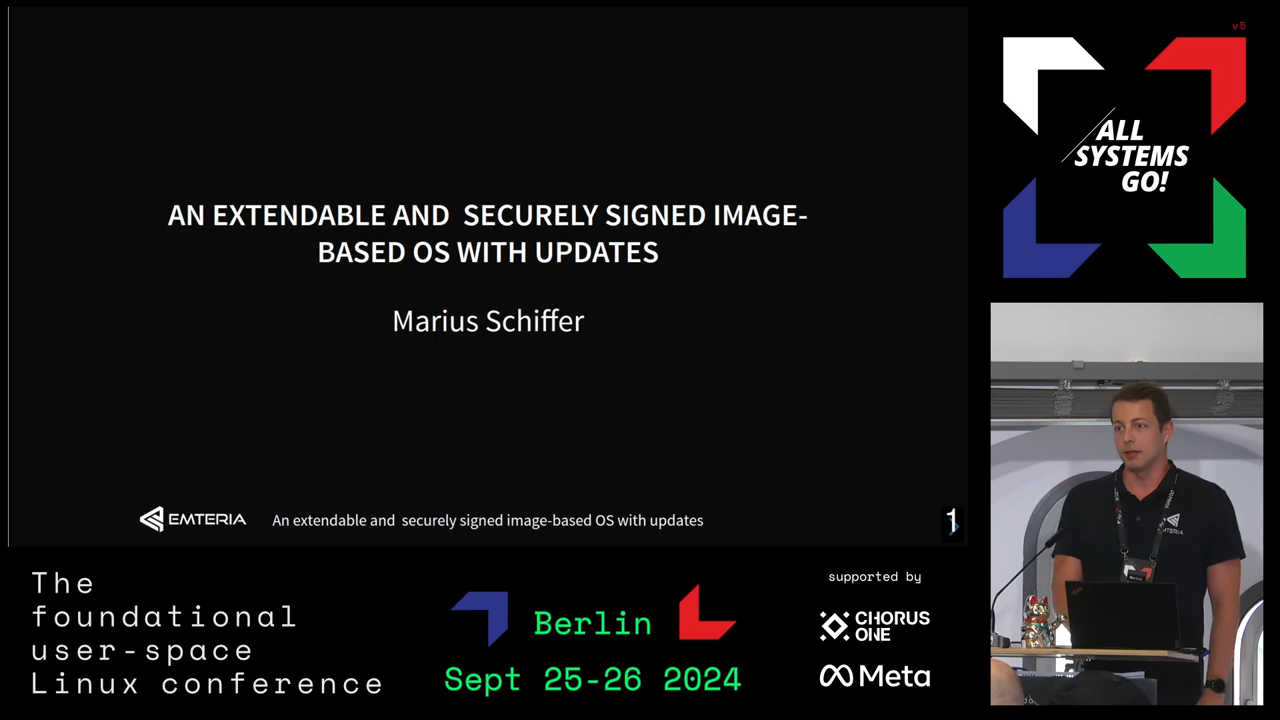 AN EXTENDABLE AND  SECURELY SIGNED IMAGE-
BASED OS WITH UPDATES
Marius Schiffer
EMTERIA
An extendable and  securely signed image-based OS with updates
1
The
foundational
user-space
Linux conference
Berlin
Sept 25-26 2024
supported by
CHORUS
ONE
Meta
v5
ALL
SYSTEMS
GO!
EMTERIA